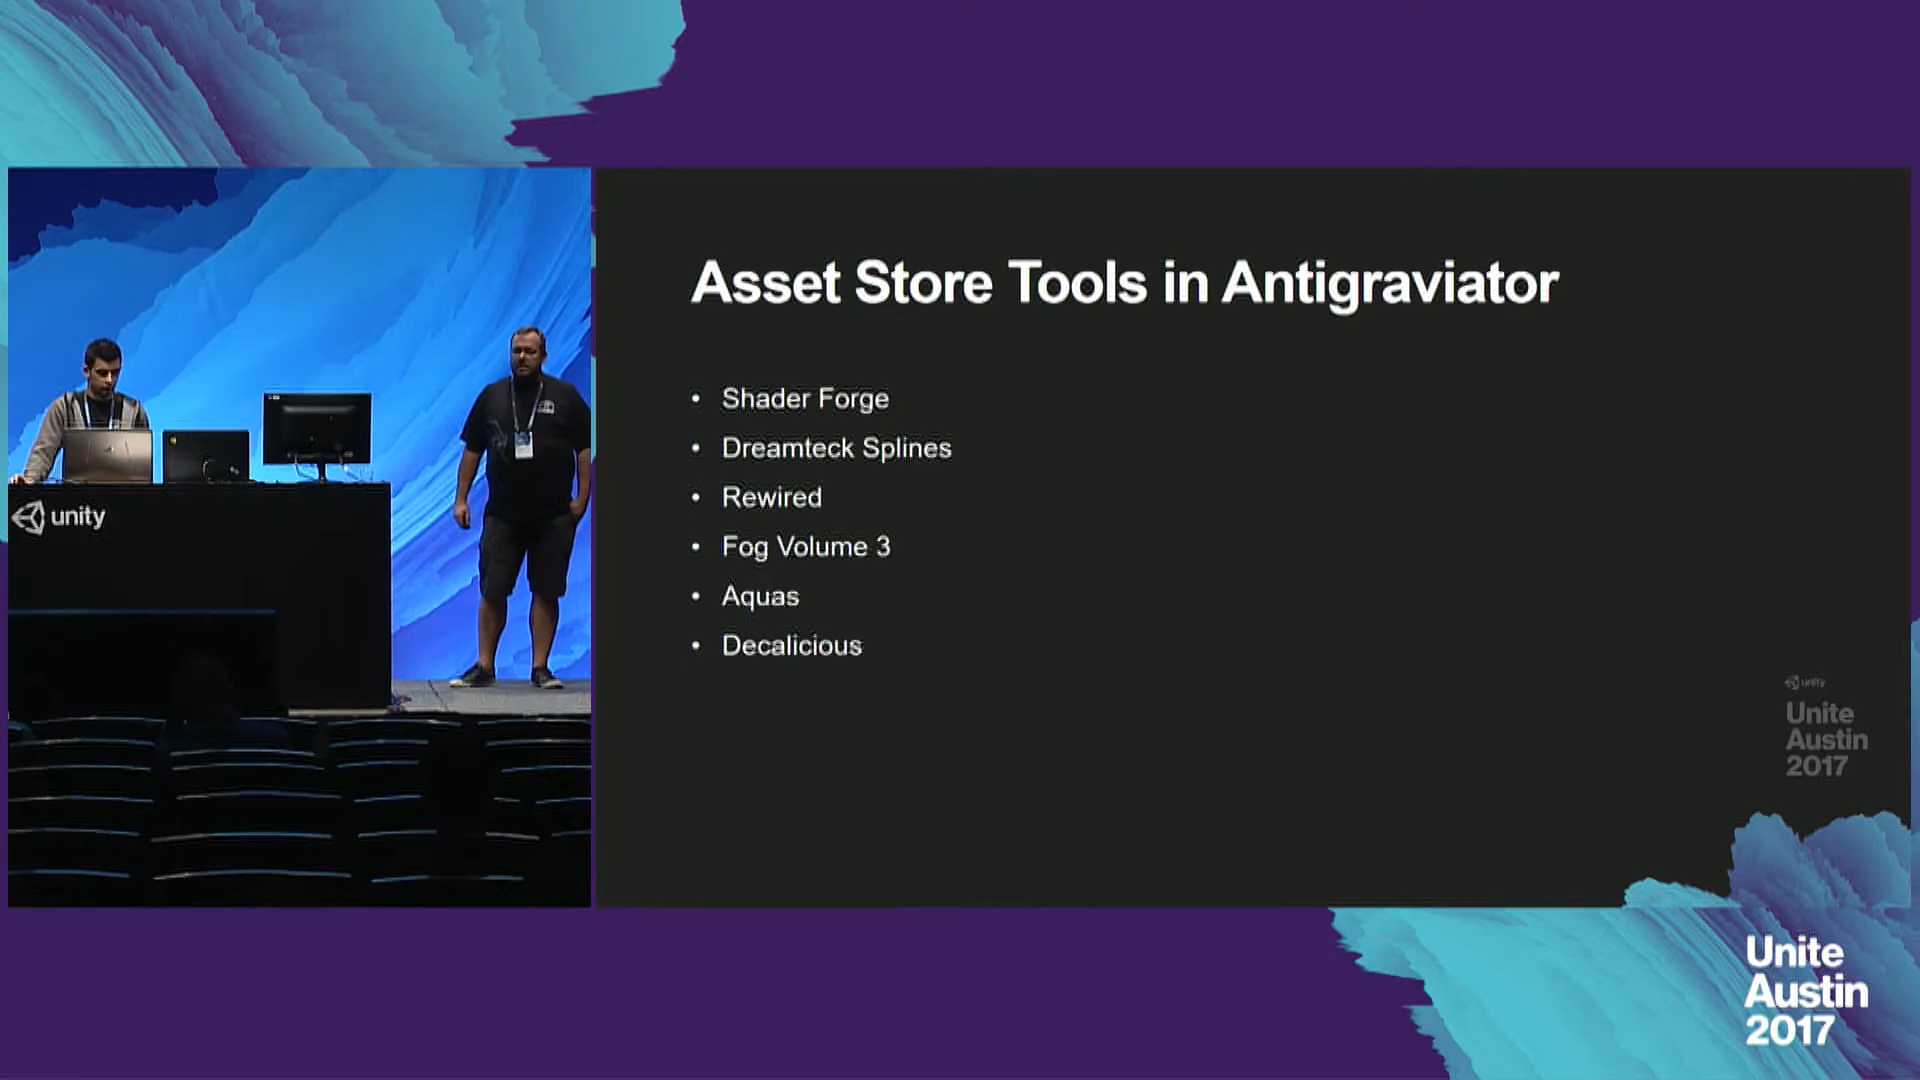 Asset Store Tools in Antigraviator
• Shader Forge
• Dreamteck Splines
• Rewired
• Fog Volume 3
• Aquas
• Decalicious
unity
unity
Unite
Austin
2017
Unite
Austin
2017